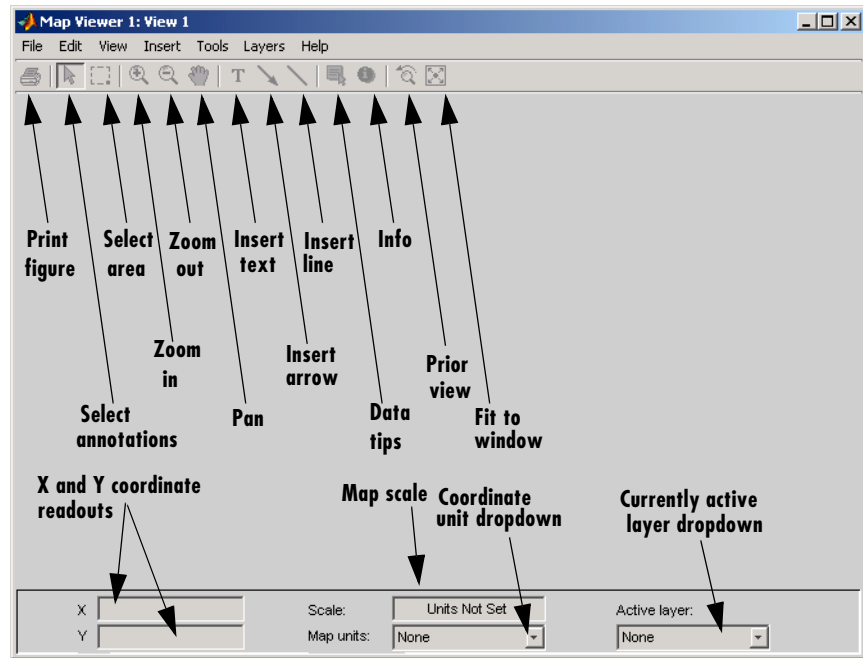 Map Viewer 1: View 1
File Edit View Insert Tools Layers Help
T
Print
figure
Select
area
Zoom
out
Insert
text
Insert
line
Info
Zoom
in
Insert
arrow
Prior
view
Select
annotations
Pan
Data
tips
Fit to
window
X and Y coordinate
readouts
Map scale
Coordinate
unit dropdown
Currently active
layer dropdown
X
Scale: Units Not Set
Active layer:
Y
Map units: None
None